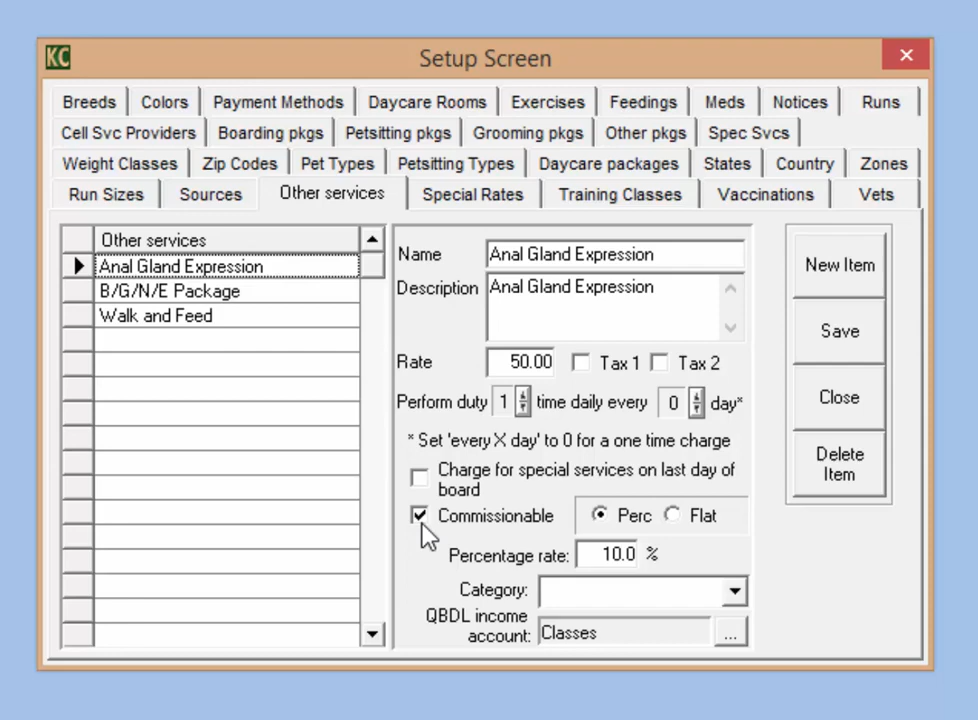 KC
Setup Screen
Breeds Colors Payment Methods Daycare Rooms Exercises Feedings Meds Notices Runs
Cell Svc Providers Boarding pkgs Petsitting pkgs Grooming pkgs Other pkgs Spec Svcs
Weight Classes Zip Codes Pet Types Petsitting Types Daycare packages States Country Zones
Run Sizes Sources Other services Special Rates Training Classes Vaccinations Vets
Other services
Anal Gland Expression
B/G/N/E Package
Walk and Feed
Name Anal Gland Expression
Description Anal Gland Expression
Rate 50.00 Tax 1 Tax 2
Perform duty 1 time daily every 0 day*
* Set 'every X day' to 0 for a one time charge
Charge for special services on last day of
board
Commissionable Perc Flat
Percentage rate: 10.0 %
Category:
QBDL income
account: Classes ...
New Item
Save
Close
Delete
Item